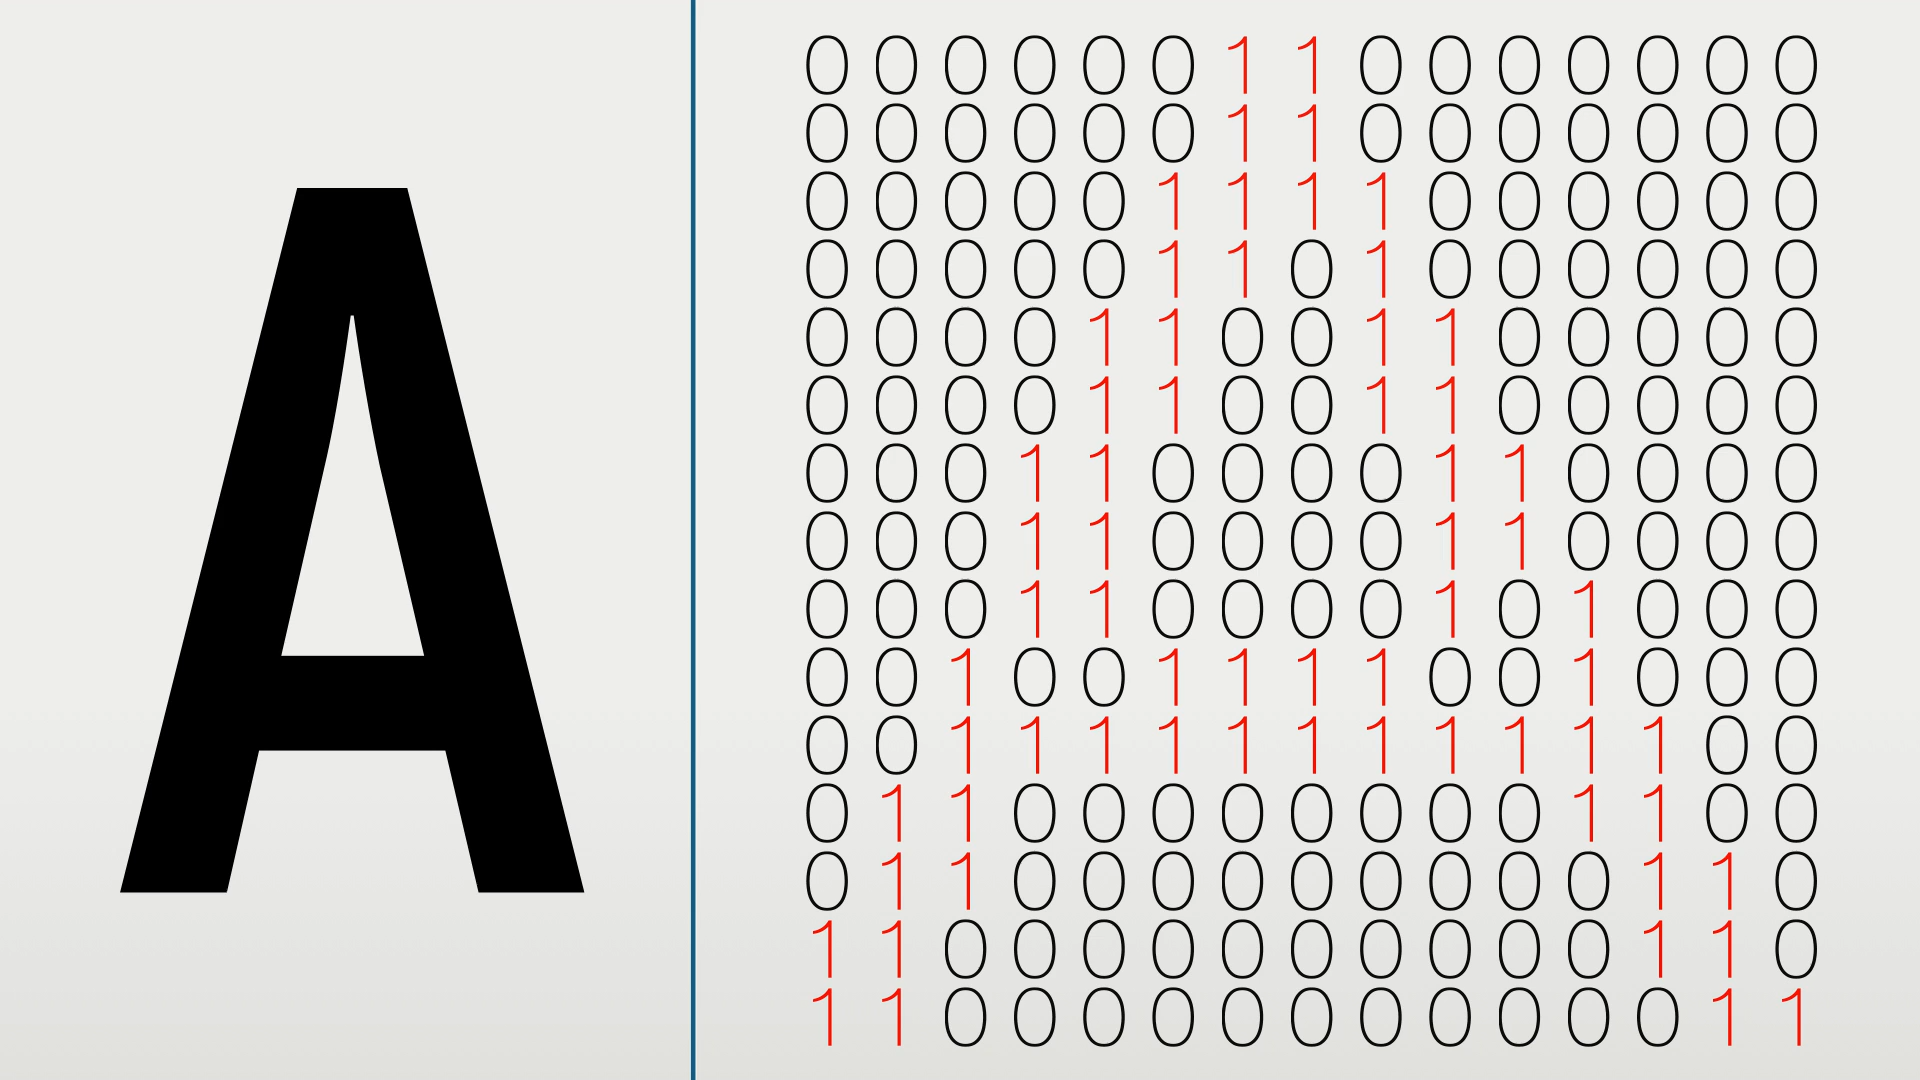 A
0 0 0 0 0 0 1 1 0 0 0 0 0 0 0
0 0 0 0 0 0 1 1 0 0 0 0 0 0 0
0 0 0 0 0 1 1 1 1 0 0 0 0 0 0
0 0 0 0 0 1 1 0 1 0 0 0 0 0 0
0 0 0 0 1 1 0 0 1 1 0 0 0 0 0
0 0 0 0 1 1 0 0 1 1 0 0 0 0 0
0 0 0 1 1 0 0 0 0 1 1 0 0 0 0
0 0 0 1 1 0 0 0 0 1 1 0 0 0 0
0 0 0 1 1 0 0 0 0 1 0 1 0 0 0
0 0 1 0 0 1 1 1 1 0 0 1 0 0 0
0 0 1 1 1 1 1 1 1 1 1 1 1 0 0
0 1 1 0 0 0 0 0 0 0 0 1 1 0 0
0 1 1 0 0 0 0 0 0 0 0 0 1 1 0
1 1 0 0 0 0 0 0 0 0 0 0 1 1 0
1 1 0 0 0 0 0 0 0 0 0 0 0 1 1